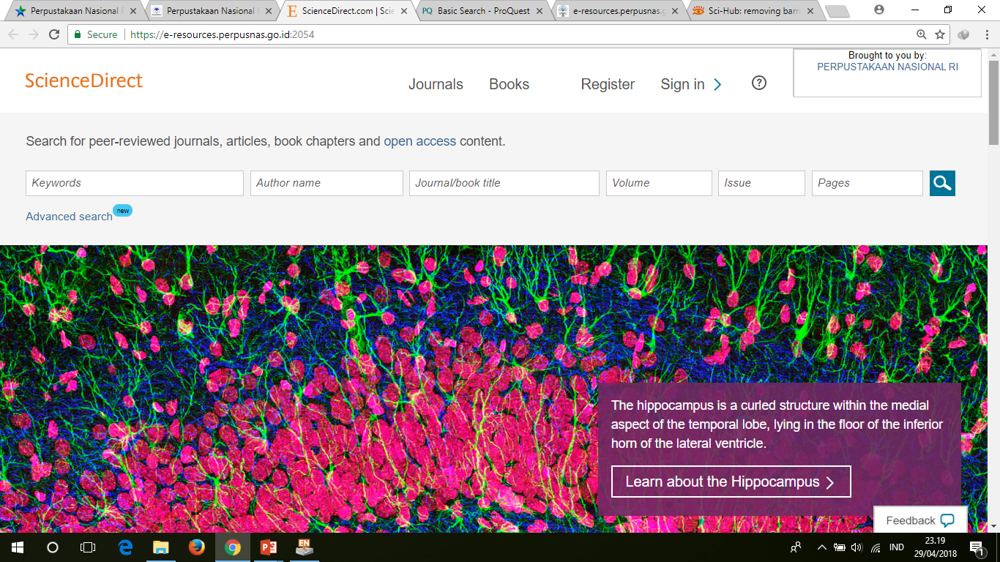 Perpustakaan Nasional
Perpustakaan Nasional
ScienceDirect.com | Scie
PQ Basic Search - ProQuest
e-resources.perpusnas.g
Sci-Hub: removing barri
Secure
https://e-resources.perpusnas.go.id:2054
ScienceDirect
Journals
Books
Register
Sign in
?
Brought to you by:
PERPUSTAKAAN NASIONAL RI
Search for peer-reviewed journals, articles, book chapters and open access content.
Keywords
Author name
Journal/book title
Volume
Issue
Pages
Advanced search new
The hippocampus is a curled structure within the medial
aspect of the temporal lobe, lying in the floor of the inferior
horn of the lateral ventricle.
Learn about the Hippocampus
Feedback
EN
IND
23.19
29/04/2018
1